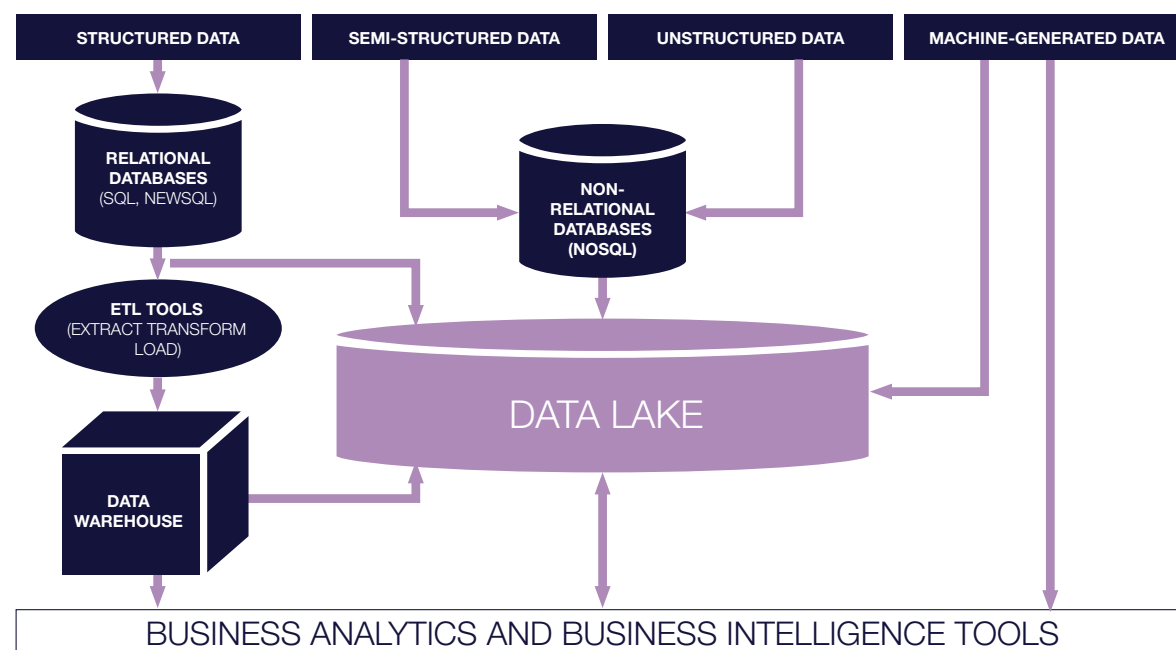 STRUCTURED DATA
SEMI-STRUCTURED DATA
UNSTRUCTURED DATA
MACHINE-GENERATED DATA
RELATIONAL
DATABASES
(SQL, NEWSQL)
NON-
RELATIONAL
DATABASES
(NOSQL)
ETL TOOLS
(EXTRACT TRANSFORM
LOAD)
DATA LAKE
DATA
WAREHOUSE
BUSINESS ANALYTICS AND BUSINESS INTELLIGENCE TOOLS